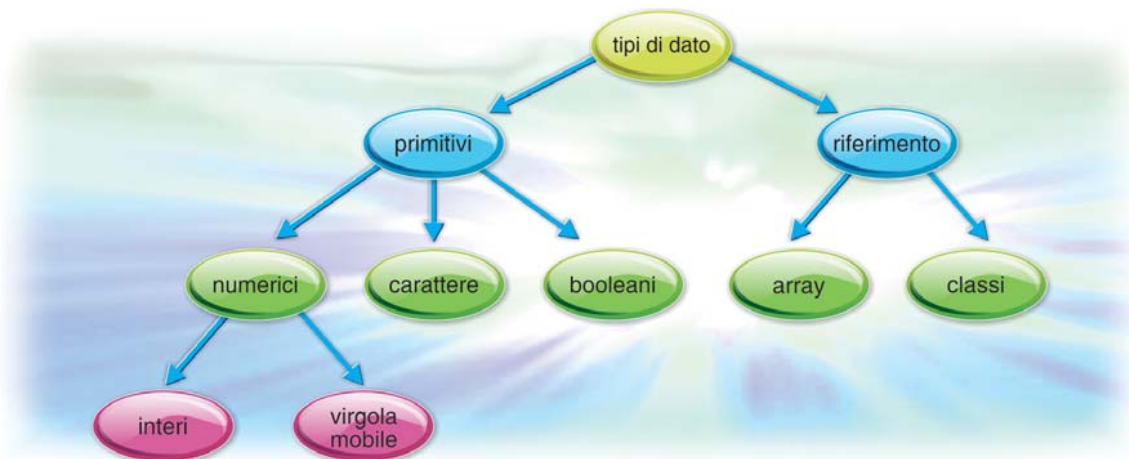 tipi di dato
primitivi
riferimento
numerici
carattere
booleani
array
classi
interi
virgola
mobile